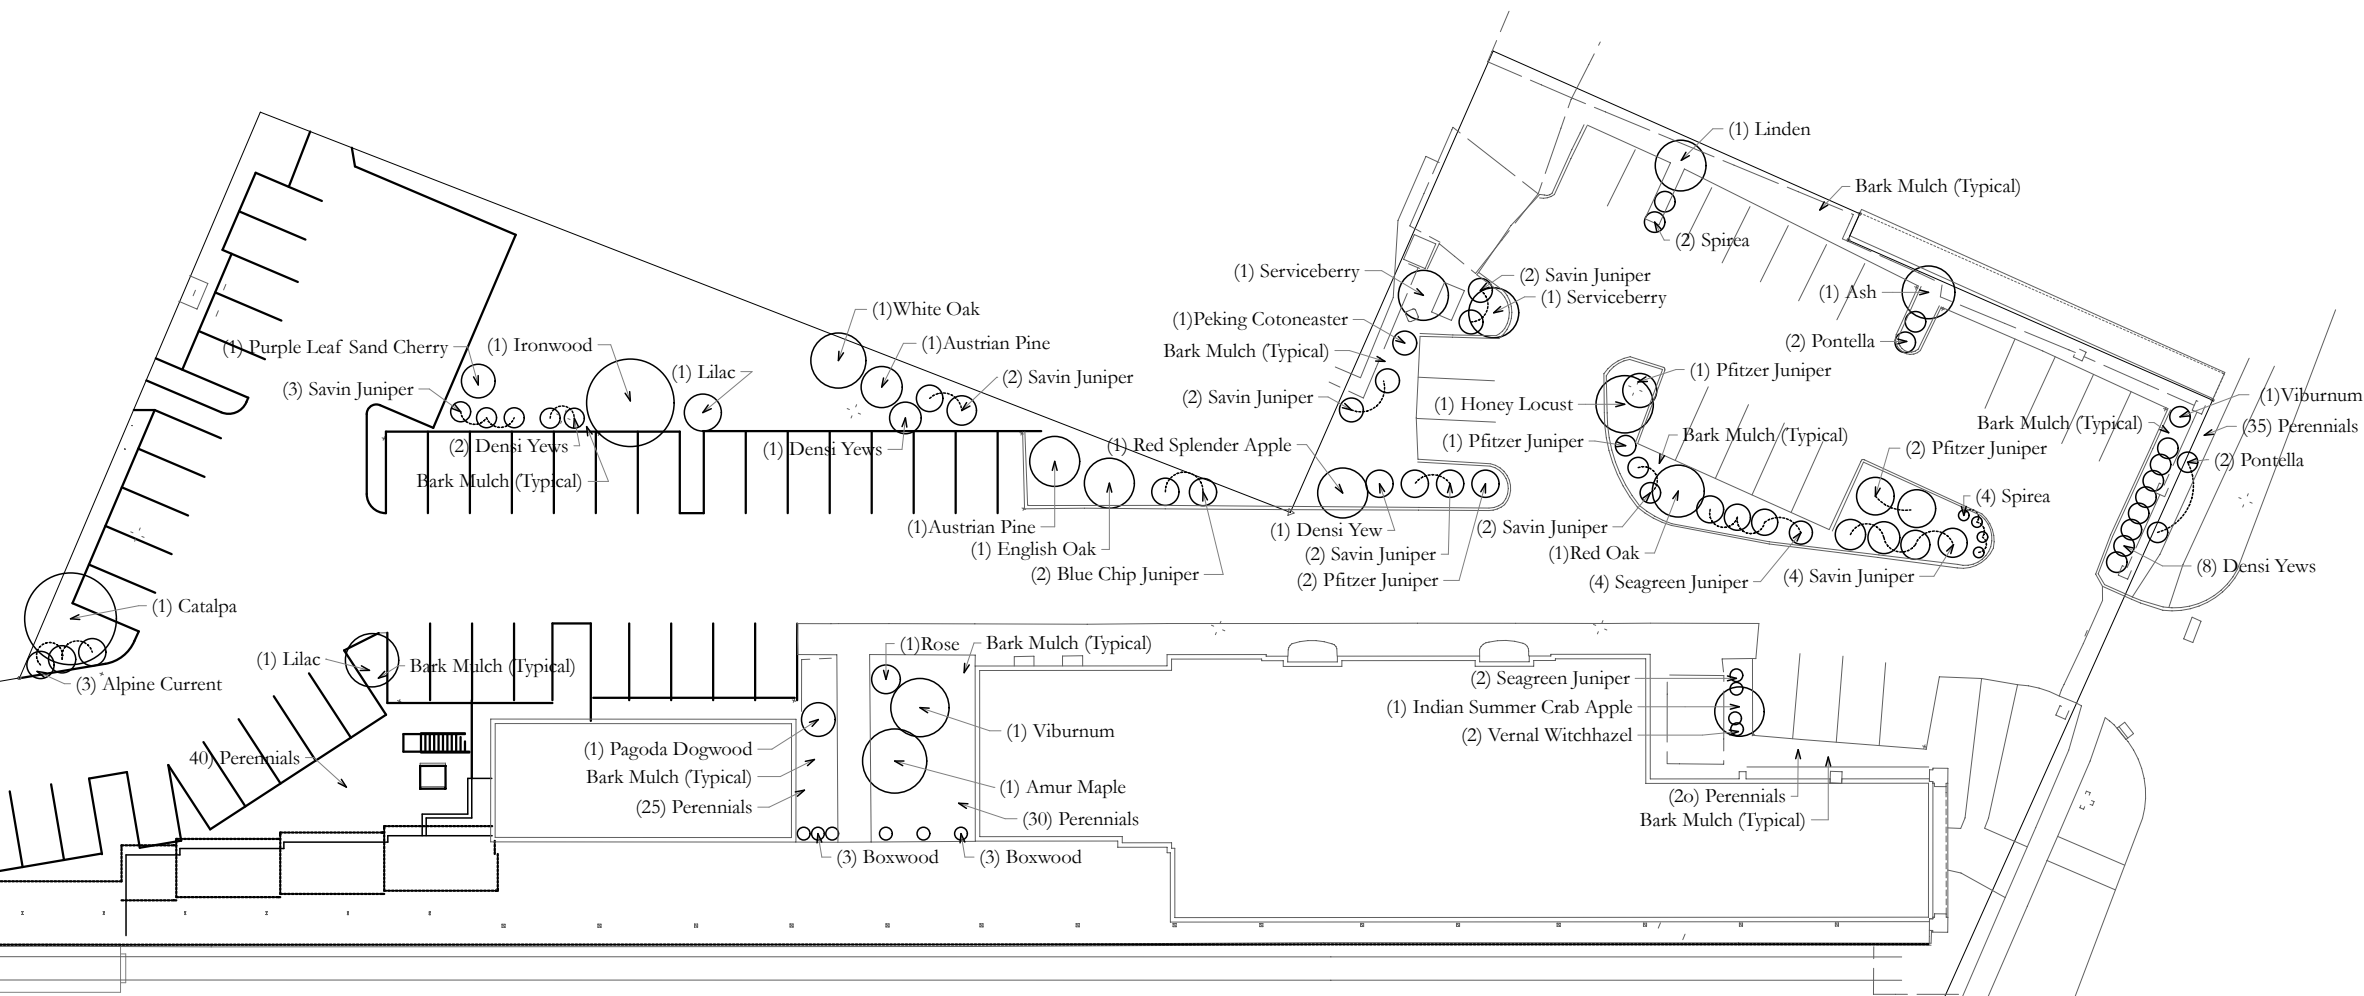 (1) Linden
Bark Mulch (Typical)
(2) Spirea
(1) Serviceberry
(2) Savin Juniper
(1) Serviceberry
(1) Ash
(1)White Oak
(1)Peking Cotoneaster
(1) Purple Leaf Sand Cherry
(1) Ironwood
(1)Austrian Pine
Bark Mulch (Typical)
(2) Pontella
(1) Lilac
(2) Savin Juniper
(1) Pfitzer Juniper
(3) Savin Juniper
(2) Savin Juniper
(1) Honey Locust
(1)Viburnum
Bark Mulch (Typical)
(35) Perennials
(2) Densi Yews
(1) Densi Yews
(1) Red Splender Apple
(1) Pfitzer Juniper
Bark Mulch (Typical)
(2) Pfitzer Juniper
(2) Pontella
Bark Mulch (Typical)
(4) Spirea
(1)Austrian Pine
(1) Densi Yew
(2) Savin Juniper
(1) English Oak
(2) Savin Juniper
(1)Red Oak
(2) Blue Chip Juniper
(2) Pfitzer Juniper
(4) Seagreen Juniper
(4) Savin Juniper
(8) Densi Yews
(1) Catalpa
(1)Rose
Bark Mulch (Typical)
(1) Lilac
Bark Mulch (Typical)
(3) Alpine Current
(2) Seagreen Juniper
(1) Indian Summer Crab Apple
(2) Vernal Witchhazel
(1) Viburnum
(1) Pagoda Dogwood
40) Perennials
Bark Mulch (Typical)
(1) Amur Maple
(25) Perennials
(30) Perennials
(2o) Perennials
Bark Mulch (Typical)
(3) Boxwood
(3) Boxwood